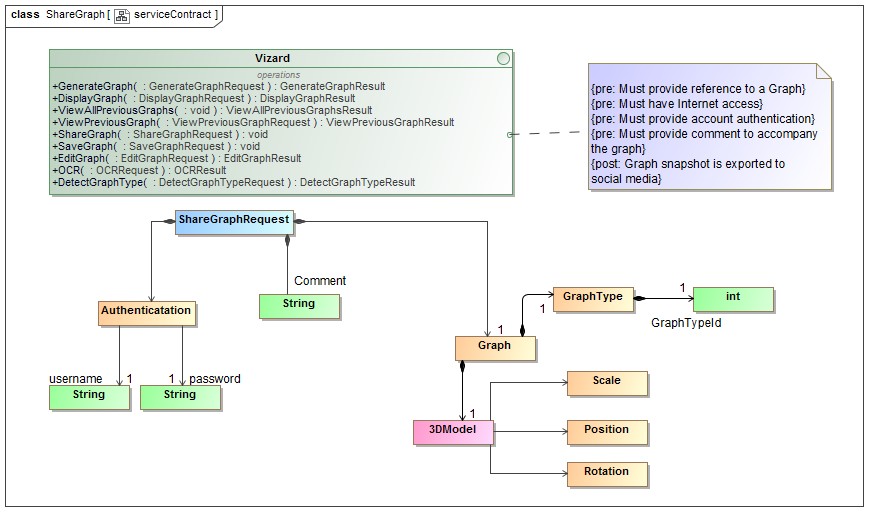 class ShareGraph [ serviceContract ]
Vizard
operations
+GenerateGraph( : GenerateGraphRequest ) : GenerateGraphResult
+DisplayGraph( : DisplayGraphRequest ) : DisplayGraphResult
+ViewAllPreviousGraphs( : void ) : ViewAllPreviousGraphsResult
+ViewPreviousGraph( : ViewPreviousGraphRequest ) : ViewPreviousGraphResult
+ShareGraph( : ShareGraphRequest ) : void
+SaveGraph( : SaveGraphRequest ) : void
+EditGraph( : EditGraphRequest ) : EditGraphResult
+OCR( : OCRRequest ) : OCRResult
+DetectGraphType( : DetectGraphTypeRequest ) : DetectGraphTypeResult
{pre: Must provide reference to a Graph}
{pre: Must have Internet access}
{pre: Must provide account authentication}
{pre: Must provide comment to accompany
the graph}
{post: Graph snapshot is exported to
social media}
ShareGraphRequest
Comment
String
Authenticatation
username
1
1
password
String
String
1
Graph
1
GraphType
1
int
GraphTypeId
1
3DModel
Scale
Position
Rotation